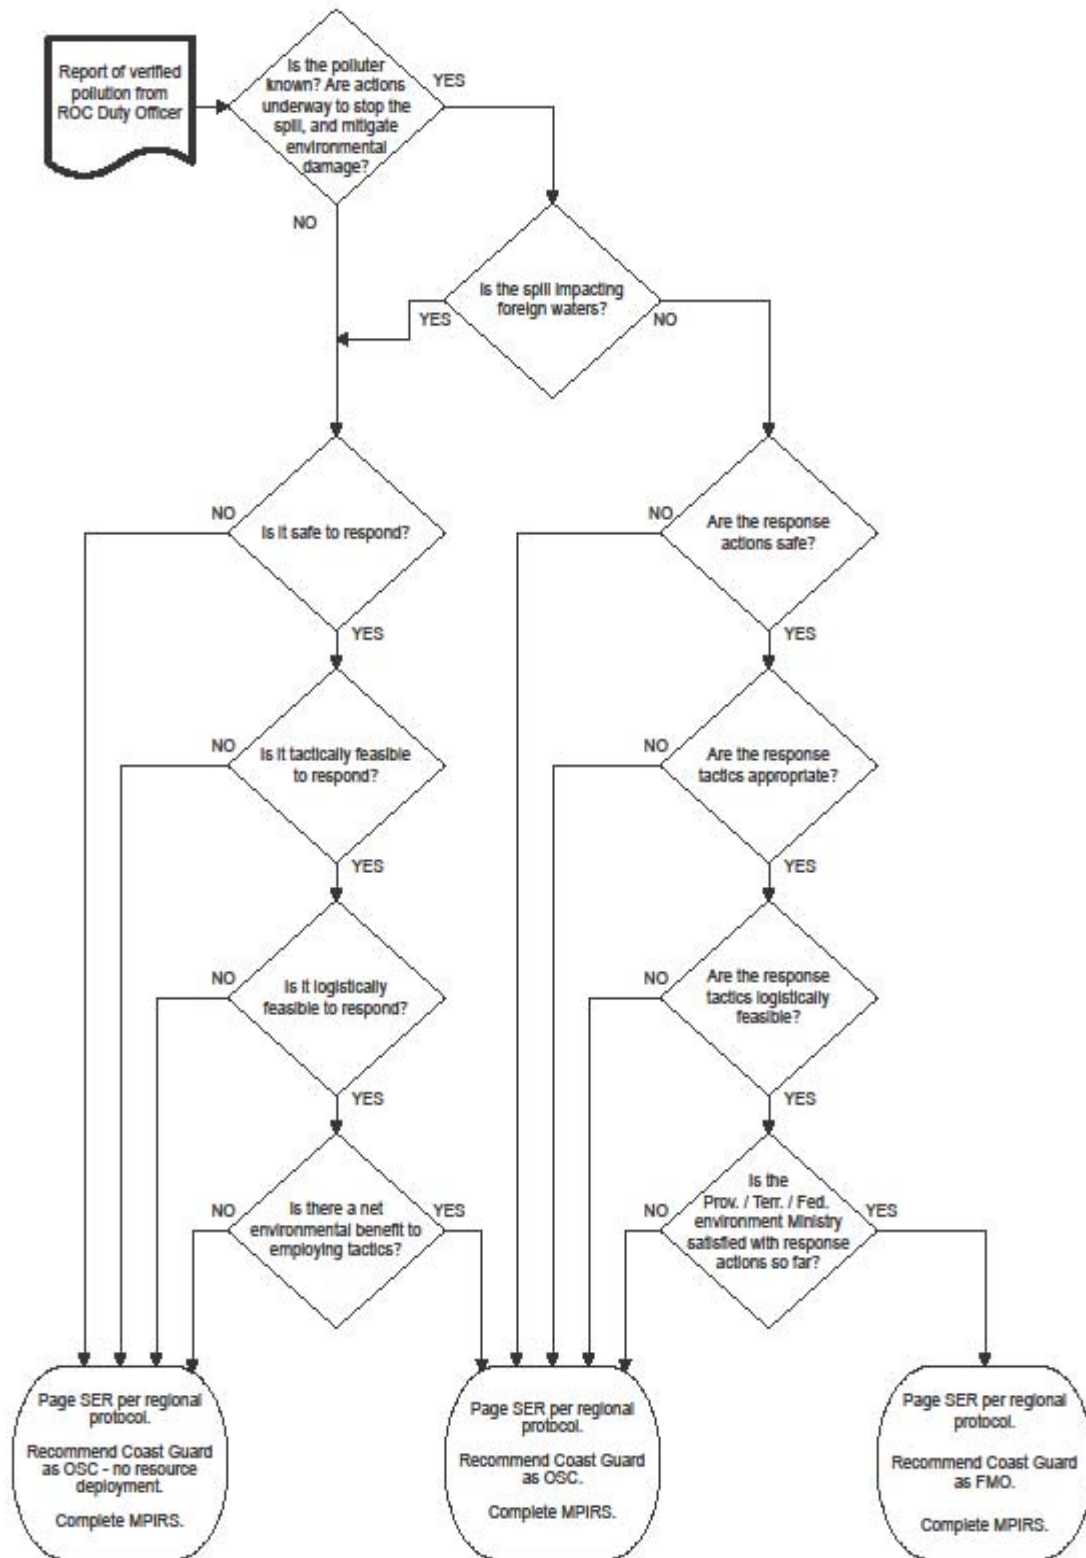 Report of verified
pollution from
ROC Duty Officer
Is the polluter
known? Are actions
underway to stop the
spill, and mitigate
environmental
damage?
YES
NO
Is the spill impacting
foreign waters?
YES
NO
Is it safe to respond?
NO
YES
Are the response
actions safe?
NO
YES
Is it tactically feasible
to respond?
NO
YES
Are the response
tactics appropriate?
NO
YES
Is it logistically
feasible to respond?
NO
YES
Are the response
tactics logistically
feasible?
NO
YES
Is there a net
environmental benefit to
employing tactics?
NO
YES
Is the
Prov. / Terr. / Fed.
environment Ministry
satisfied with response
actions so far?
NO
YES
Page SER per regional
protocol.
Recommend Coast Guard
as OSC - no resource
deployment.
Complete MPIRS.
Page SER per regional
protocol.
Recommend Coast Guard
as OSC.
Complete MPIRS.
Page SER per regional
protocol.
Recommend Coast Guard
as FMO.
Complete MPIRS.